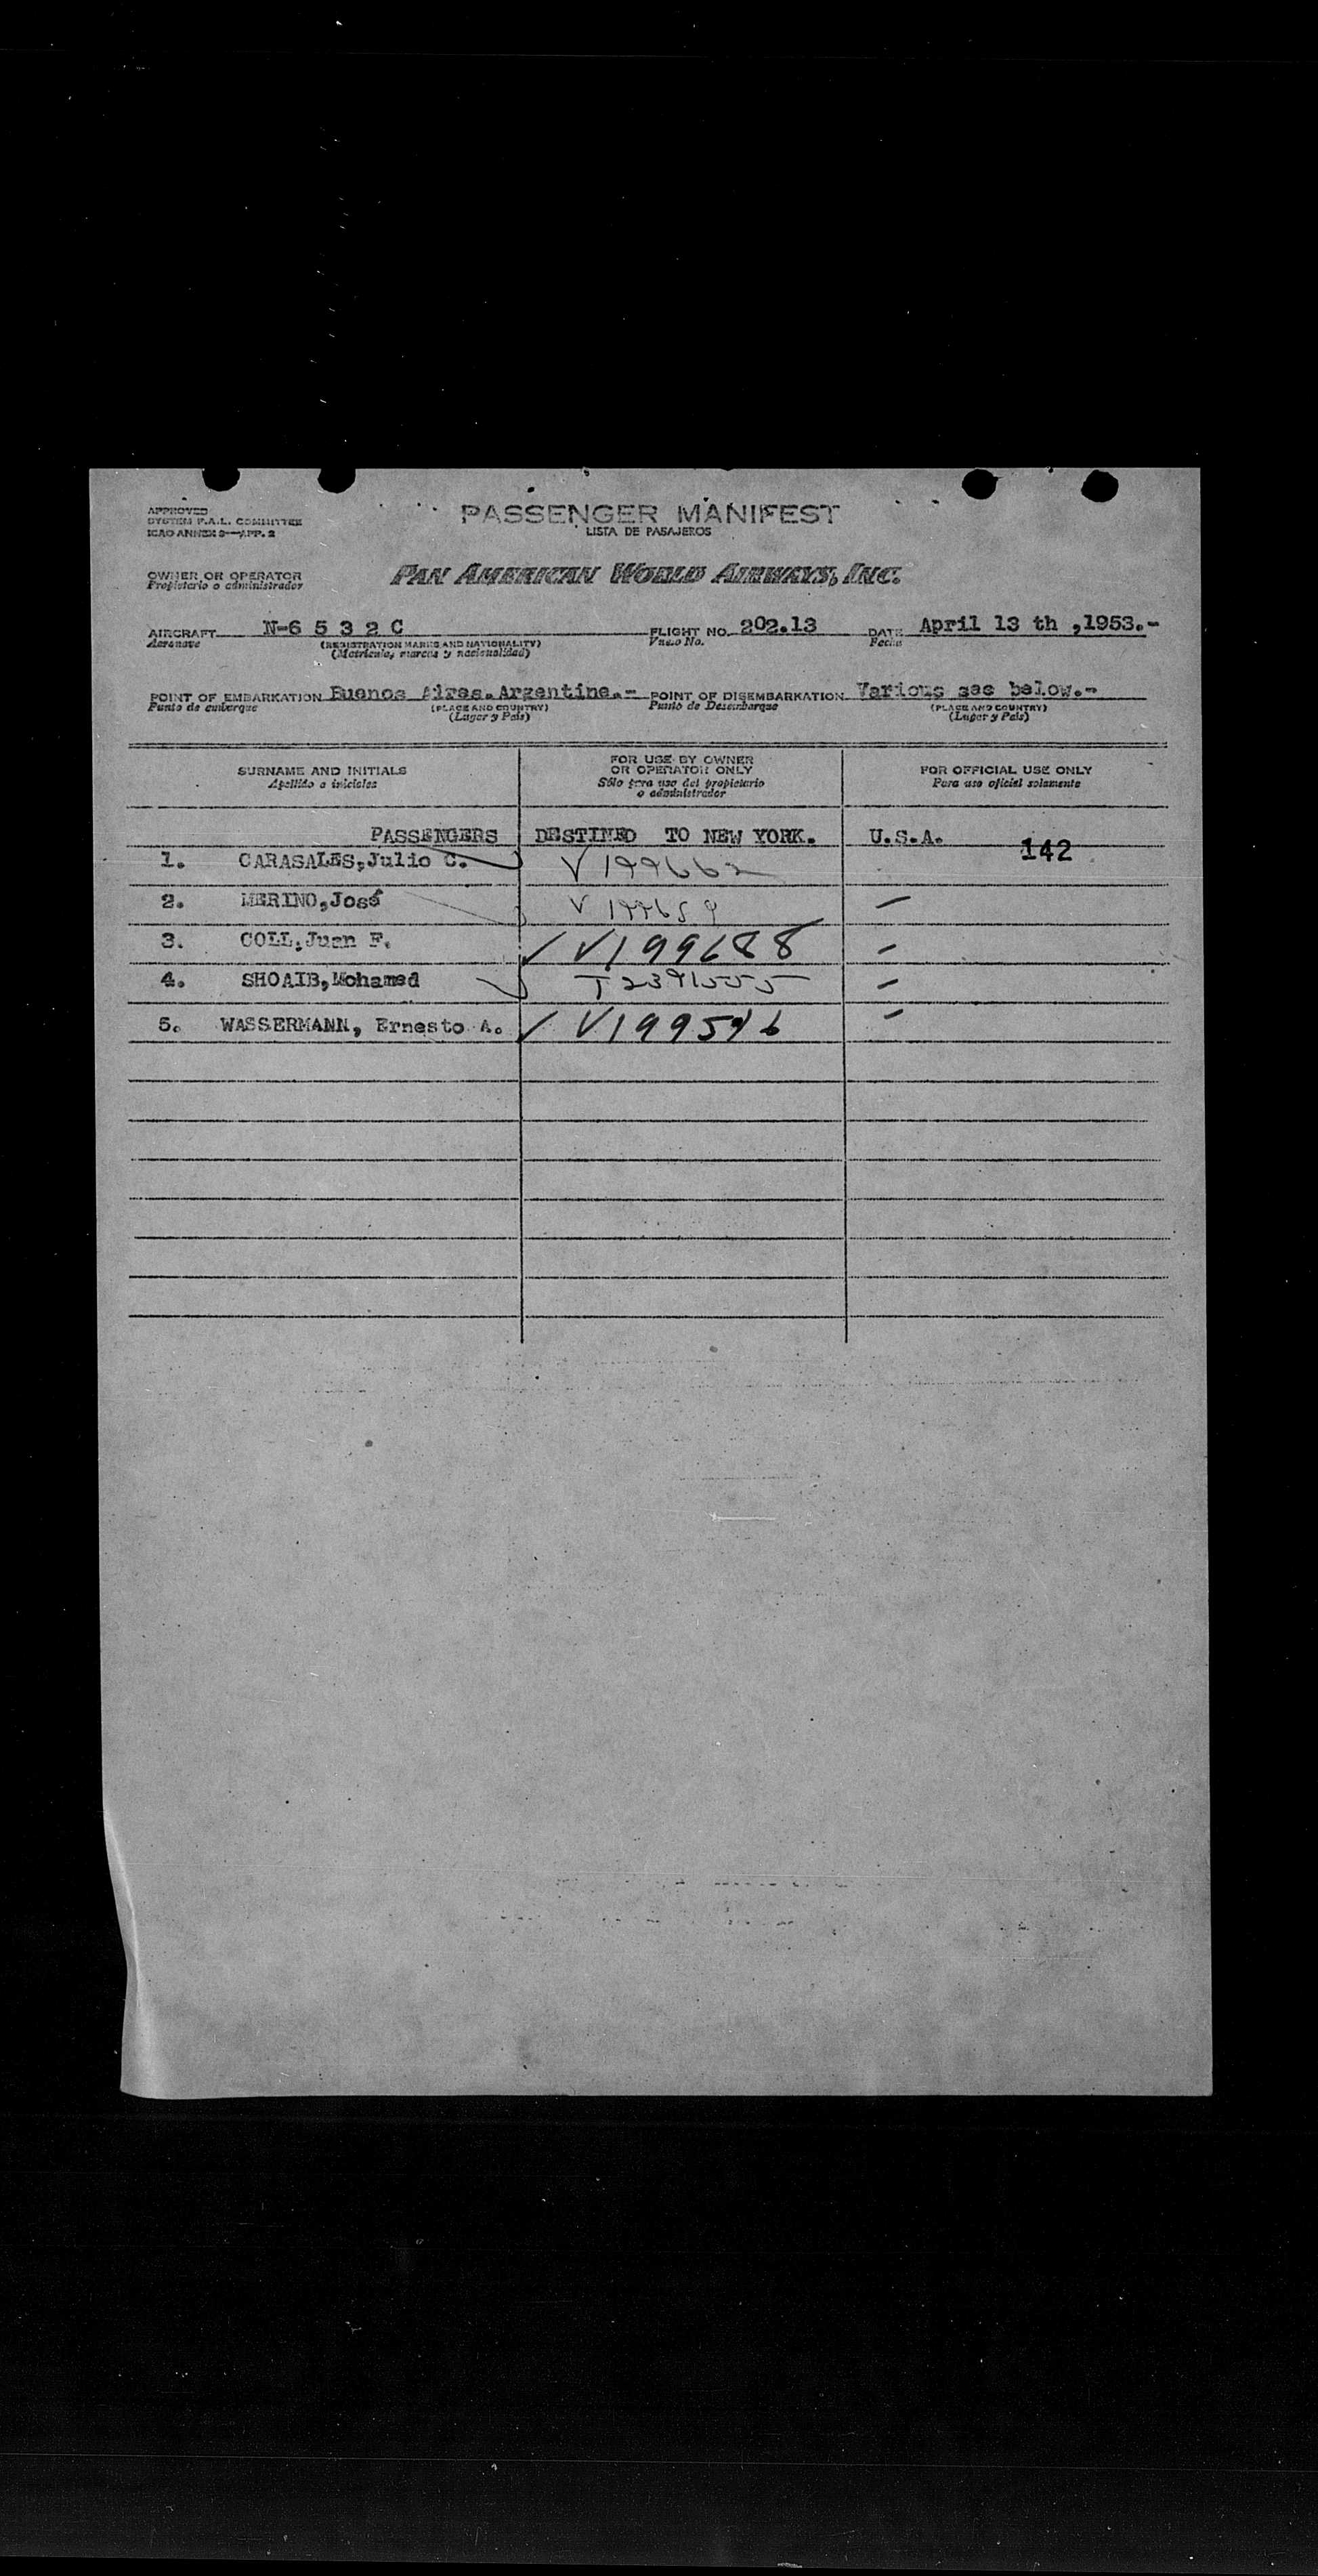 APPROVED
SYSTEM F.A.L. COMMITTEE
ICAO ANNEX 9—APP. 2
PASSENGER MANIFEST
LISTA DE PASAJEROS
OWNER OR OPERATOR
Propietario o administrador
PAN AMERICAN WORLD AIRWAYS, INC.
AIRCRAFT N-6 5 3 2 C FLIGHT NO. 202.13 DATE April 13 th ,1953.-
Aeronave (REGISTRATION MARKS AND NATIONALITY) Vuelo No. Fecha
(Matricula, marcas y nacionalidad)
POINT OF EMBARKATION Buenos Aires.Argentina.- POINT OF DISEMBARKATION Various see below.-
Punto de embarque (PLACE AND COUNTRY) Punto de Desembarque (PLACE AND COUNTRY)
(Lugar y País) (Lugar y País)
SURNAME AND INITIALS
Apellido e iniciales
FOR USE BY OWNER
OR OPERATOR ONLY
Sólo para uso del propietario
o administrador
FOR OFFICIAL USE ONLY
Para uso oficial solamente
PASSENGERS DESTINED TO NEW YORK. U.S.A. 142
1. CARASALES,Julio C. V199662
2. MERINO,José V199659
3. COLL,Juan F. V199688
4. SHOAIB,Mohamed T2391555
5. WASSERMANN, Ernesto A. V199596